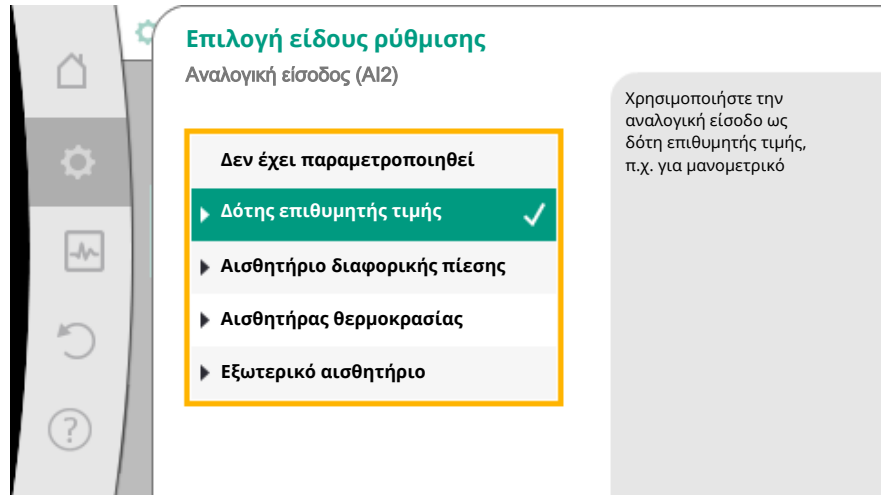 Επιλογή είδους ρύθμισης
Αναλογική είσοδος (AI2)
Δεν έχει παραμετροποιηθεί
Δότης επιθυμητής τιμής
Αισθητήριο διαφορικής πίεσης
Αισθητήρας θερμοκρασίας
Εξωτερικό αισθητήριο
Χρησιμοποιήστε την
αναλογική είσοδο ως
δότη επιθυμητής τιμής,
π.χ. για μανομετρικό